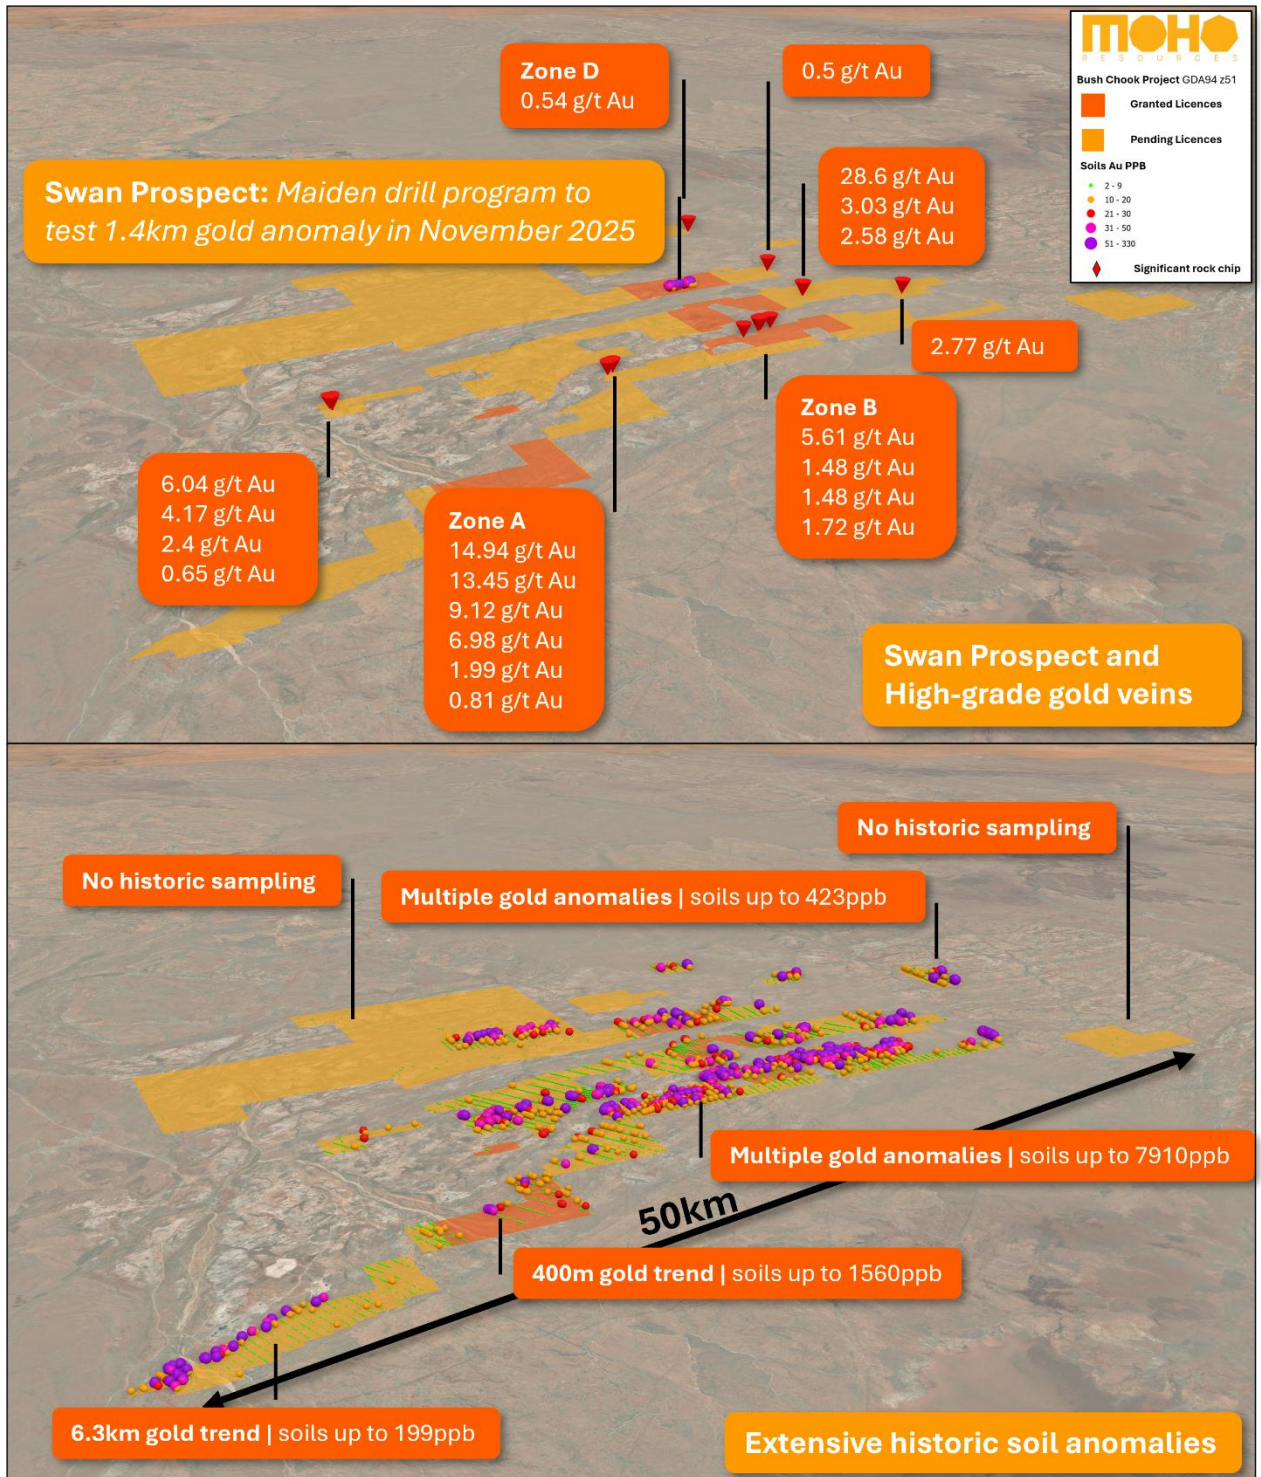 MOHO
RESOURCES
Bush Chook Project GDA94 z51
Granted Licences
Pending Licences
Soils Au PPB
2 - 9
10 - 20
21 - 30
31 - 50
51 - 330
Significant rock chip
Zone D
0.54 g/t Au
0.5 g/t Au
Swan Prospect: Maiden drill program to
test 1.4km gold anomaly in November 2025
28.6 g/t Au
3.03 g/t Au
2.58 g/t Au
2.77 g/t Au
Zone B
5.61 g/t Au
1.48 g/t Au
1.48 g/t Au
1.72 g/t Au
6.04 g/t Au
4.17 g/t Au
2.4 g/t Au
0.65 g/t Au
Zone A
14.94 g/t Au
13.45 g/t Au
9.12 g/t Au
6.98 g/t Au
1.99 g/t Au
0.81 g/t Au
Swan Prospect and
High-grade gold veins
No historic sampling
No historic sampling
Multiple gold anomalies | soils up to 423ppb
Multiple gold anomalies | soils up to 7910ppb
50km
400m gold trend | soils up to 1560ppb
6.3km gold trend | soils up to 199ppb
Extensive historic soil anomalies